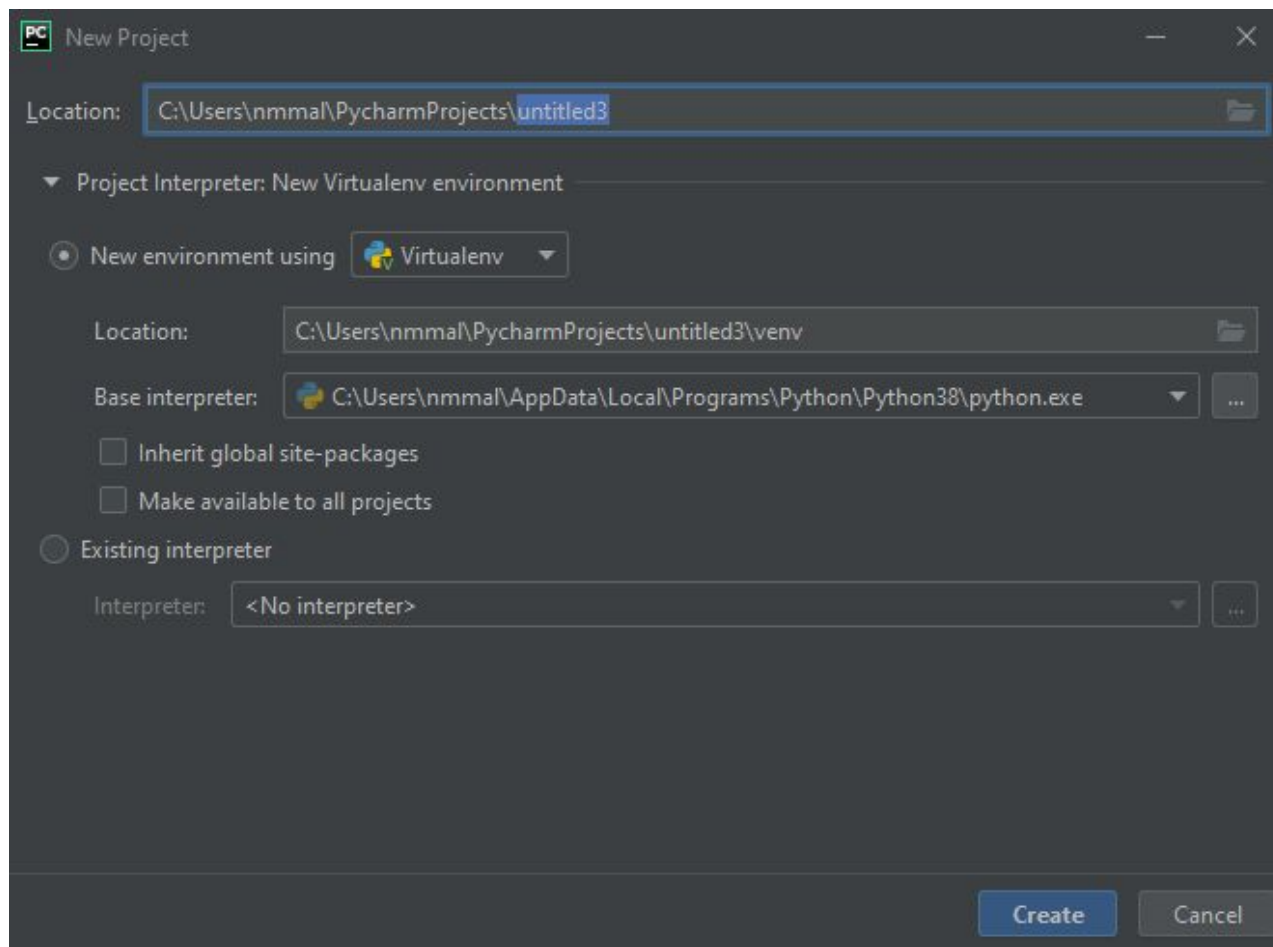 PC New Project
Location: C:\Users\nmmal\PycharmProjects\untitled3
Project Interpreter: New Virtualenv environment
New environment using Virtualenv
Location: C:\Users\nmmal\PycharmProjects\untitled3\venv
Base interpreter: C:\Users\nmmal\AppData\Local\Programs\Python\Python38\python.exe ...
Inherit global site-packages
Make available to all projects
Existing interpreter
Interpreter: <No interpreter> ...
Create Cancel